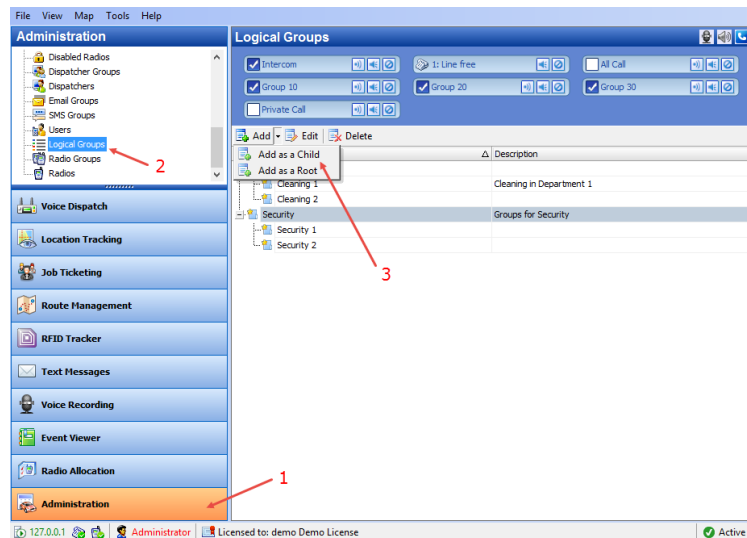 File View Map Tools Help
Administration
Disabled Radios
Dispatcher Groups
Dispatchers
Email Groups
SMS Groups
Users
Logical Groups
Radio Groups
Radios
2
Voice Dispatch
Location Tracking
Job Ticketing
Route Management
RFID Tracker
Text Messages
Voice Recording
Event Viewer
Radio Allocation
Administration
1
Logical Groups
Intercom
1: Line free
All Call
Group 10
Group 20
Group 30
Private Call
Add Edit Delete
Description
Add as a Child
Add as a Root
Cleaning 1 Cleaning in Department 1
Cleaning 2
Security Groups for Security
Security 1
Security 2
3
127.0.0.1 Administrator Licensed to: demo Demo License Active